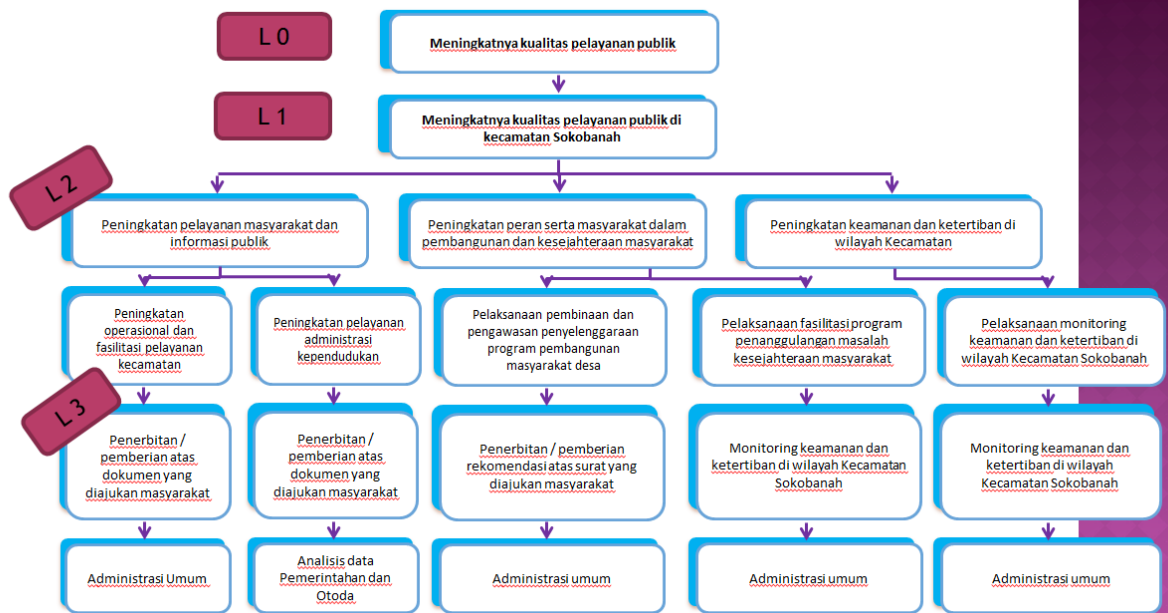 L 0
Meningkatnya kualitas pelayanan publik
L 1
Meningkatnya kualitas pelayanan publik di
kecamatan Sokobanah
L 2
Peningkatan pelayanan masyarakat dan
informasi publik
Peningkatan peran serta masyarakat dalam
pembangunan dan kesejahteraan masyarakat
Peningkatan keamanan dan ketertiban di
wilayah Kecamatan
Peningkatan
operasional dan
fasilitasi pelayanan
kecamatan
Peningkatan pelayanan
administrasi
kependudukan
Pelaksanaan pembinaan dan
pengawasan penyelenggaraan
program pembangunan
masyarakat desa
Pelaksanaan fasilitasi program
penanggulangan masalah
kesejahteraan masyarakat
Pelaksanaan monitoring
keamanan dan ketertiban di
wilayah Kecamatan Sokobanah
L 3
Penerbitan /
pemberian atas
dokumen yang
diajukan masyarakat
Penerbitan /
pemberian atas
dokumen yang
diajukan masyarakat
Penerbitan / pemberian
rekomendasi atas surat yang
diajukan masyarakat
Monitoring keamanan dan
ketertiban di wilayah Kecamatan
Sokobanah
Monitoring keamanan dan
ketertiban di wilayah
Kecamatan Sokobanah
Administrasi Umum
Analisis data
Pemerintahan dan
Otoda
Administrasi umum
Administrasi umum
Administrasi umum